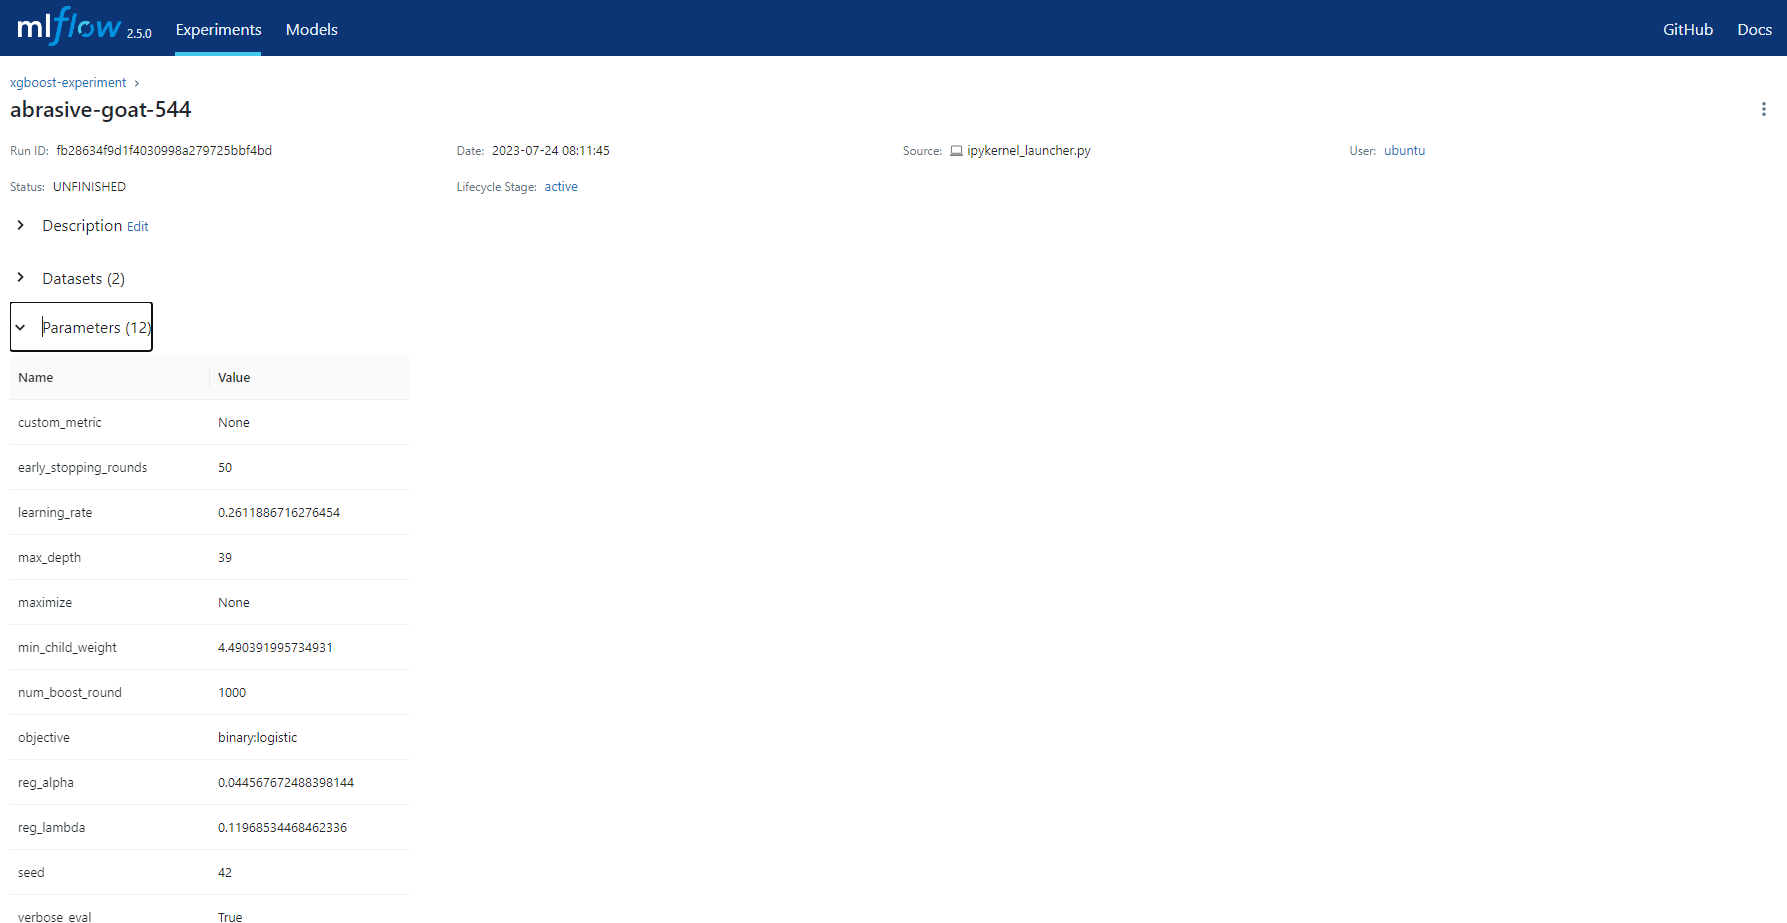 mlflow 2.5.0 Experiments Models GitHub Docs
xgboost-experiment ›
abrasive-goat-544
Run ID: fb28634f9d1f4030998a279725bbf4bd Date: 2023-07-24 08:11:45 Source: ipykernel_launcher.py User: ubuntu
Status: UNFINISHED Lifecycle Stage: active
Description Edit
Datasets (2)
Parameters (12)
Name Value
custom_metric None
early_stopping_rounds 50
learning_rate 0.2611886716276454
max_depth 39
maximize None
min_child_weight 4.490391995734931
num_boost_round 1000
objective binary:logistic
reg_alpha 0.044567672488398144
reg_lambda 0.11968534468462336
seed 42
verbose_eval True